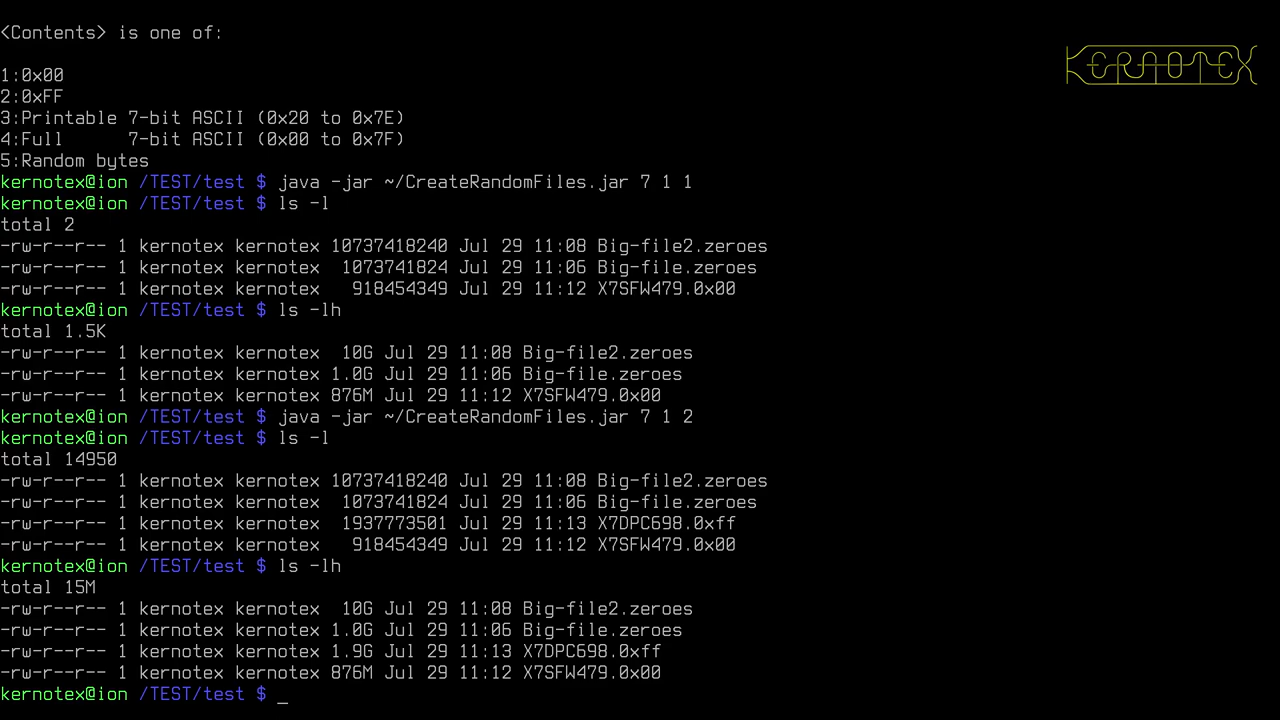 <Contents> is one of:
KERNOTEX
1:0x00
2:0xFF
3:Printable 7-bit ASCII (0x20 to 0x7E)
4:Full      7-bit ASCII (0x00 to 0x7F)
5:Random bytes
kernotex@ion /TEST/test $ java -jar ~/CreateRandomFiles.jar 7 1 1
kernotex@ion /TEST/test $ ls -l
total 2
-rw-r--r-- 1 kernotex kernotex 10737418240 Jul 29 11:08 Big-file2.zeroes
-rw-r--r-- 1 kernotex kernotex  1073741824 Jul 29 11:06 Big-file.zeroes
-rw-r--r-- 1 kernotex kernotex   918454349 Jul 29 11:12 X7SFW479.0x00
kernotex@ion /TEST/test $ ls -lh
total 1.5K
-rw-r--r-- 1 kernotex kernotex  10G Jul 29 11:08 Big-file2.zeroes
-rw-r--r-- 1 kernotex kernotex 1.0G Jul 29 11:06 Big-file.zeroes
-rw-r--r-- 1 kernotex kernotex 876M Jul 29 11:12 X7SFW479.0x00
kernotex@ion /TEST/test $ java -jar ~/CreateRandomFiles.jar 7 1 2
kernotex@ion /TEST/test $ ls -l
total 14950
-rw-r--r-- 1 kernotex kernotex 10737418240 Jul 29 11:08 Big-file2.zeroes
-rw-r--r-- 1 kernotex kernotex  1073741824 Jul 29 11:06 Big-file.zeroes
-rw-r--r-- 1 kernotex kernotex  1937773501 Jul 29 11:13 X7DPC698.0xff
-rw-r--r-- 1 kernotex kernotex   918454349 Jul 29 11:12 X7SFW479.0x00
kernotex@ion /TEST/test $ ls -lh
total 15M
-rw-r--r-- 1 kernotex kernotex  10G Jul 29 11:08 Big-file2.zeroes
-rw-r--r-- 1 kernotex kernotex 1.0G Jul 29 11:06 Big-file.zeroes
-rw-r--r-- 1 kernotex kernotex 1.9G Jul 29 11:13 X7DPC698.0xff
-rw-r--r-- 1 kernotex kernotex 876M Jul 29 11:12 X7SFW479.0x00
kernotex@ion /TEST/test $ _